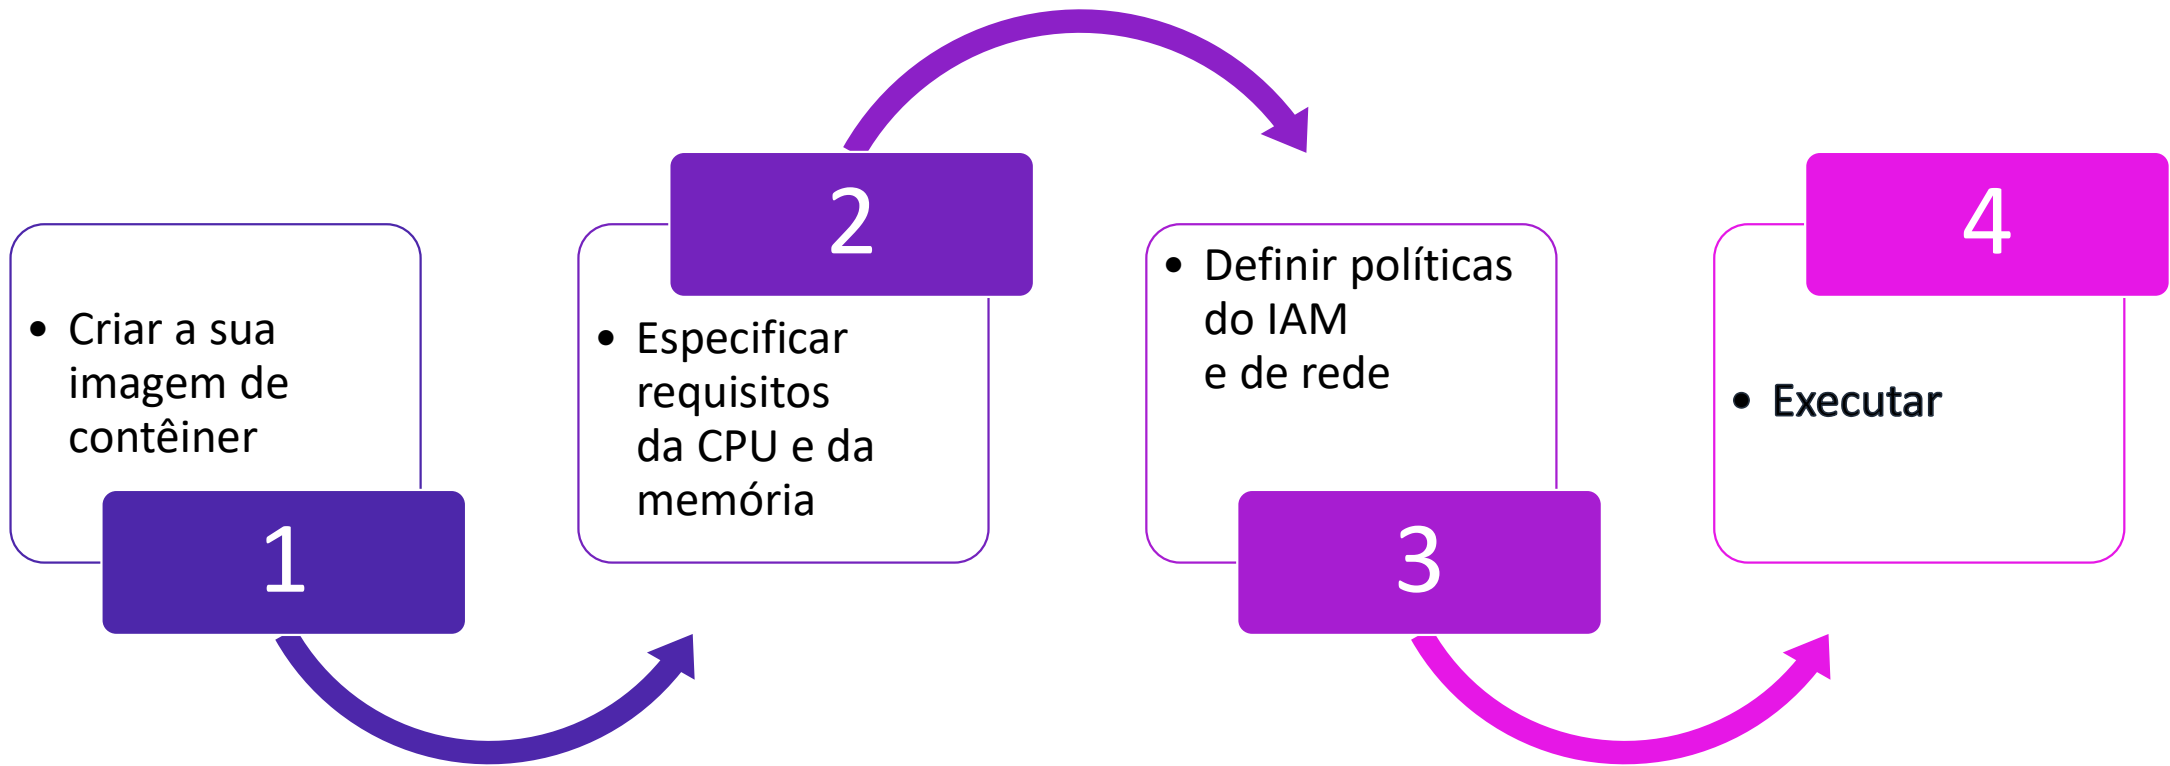 • Criar a sua
imagem de
contêiner
1
2
• Especificar
requisitos
da CPU e da
memória
• Definir políticas
do IAM
e de rede
3
4
• Executar